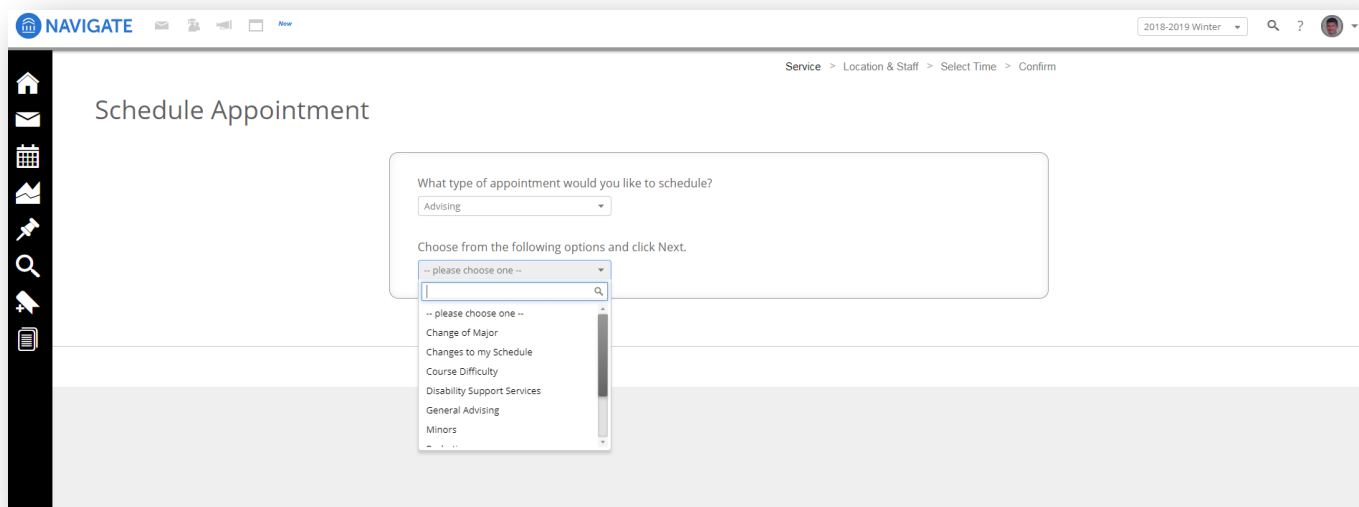 NAVIGATE
New
2018-2019 Winter
?
Service > Location & Staff > Select Time > Confirm
Schedule Appointment
What type of appointment would you like to schedule?
Advising
Choose from the following options and click Next.
-- please choose one --
-- please choose one --
Change of Major
Changes to my Schedule
Course Difficulty
Disability Support Services
General Advising
Minors